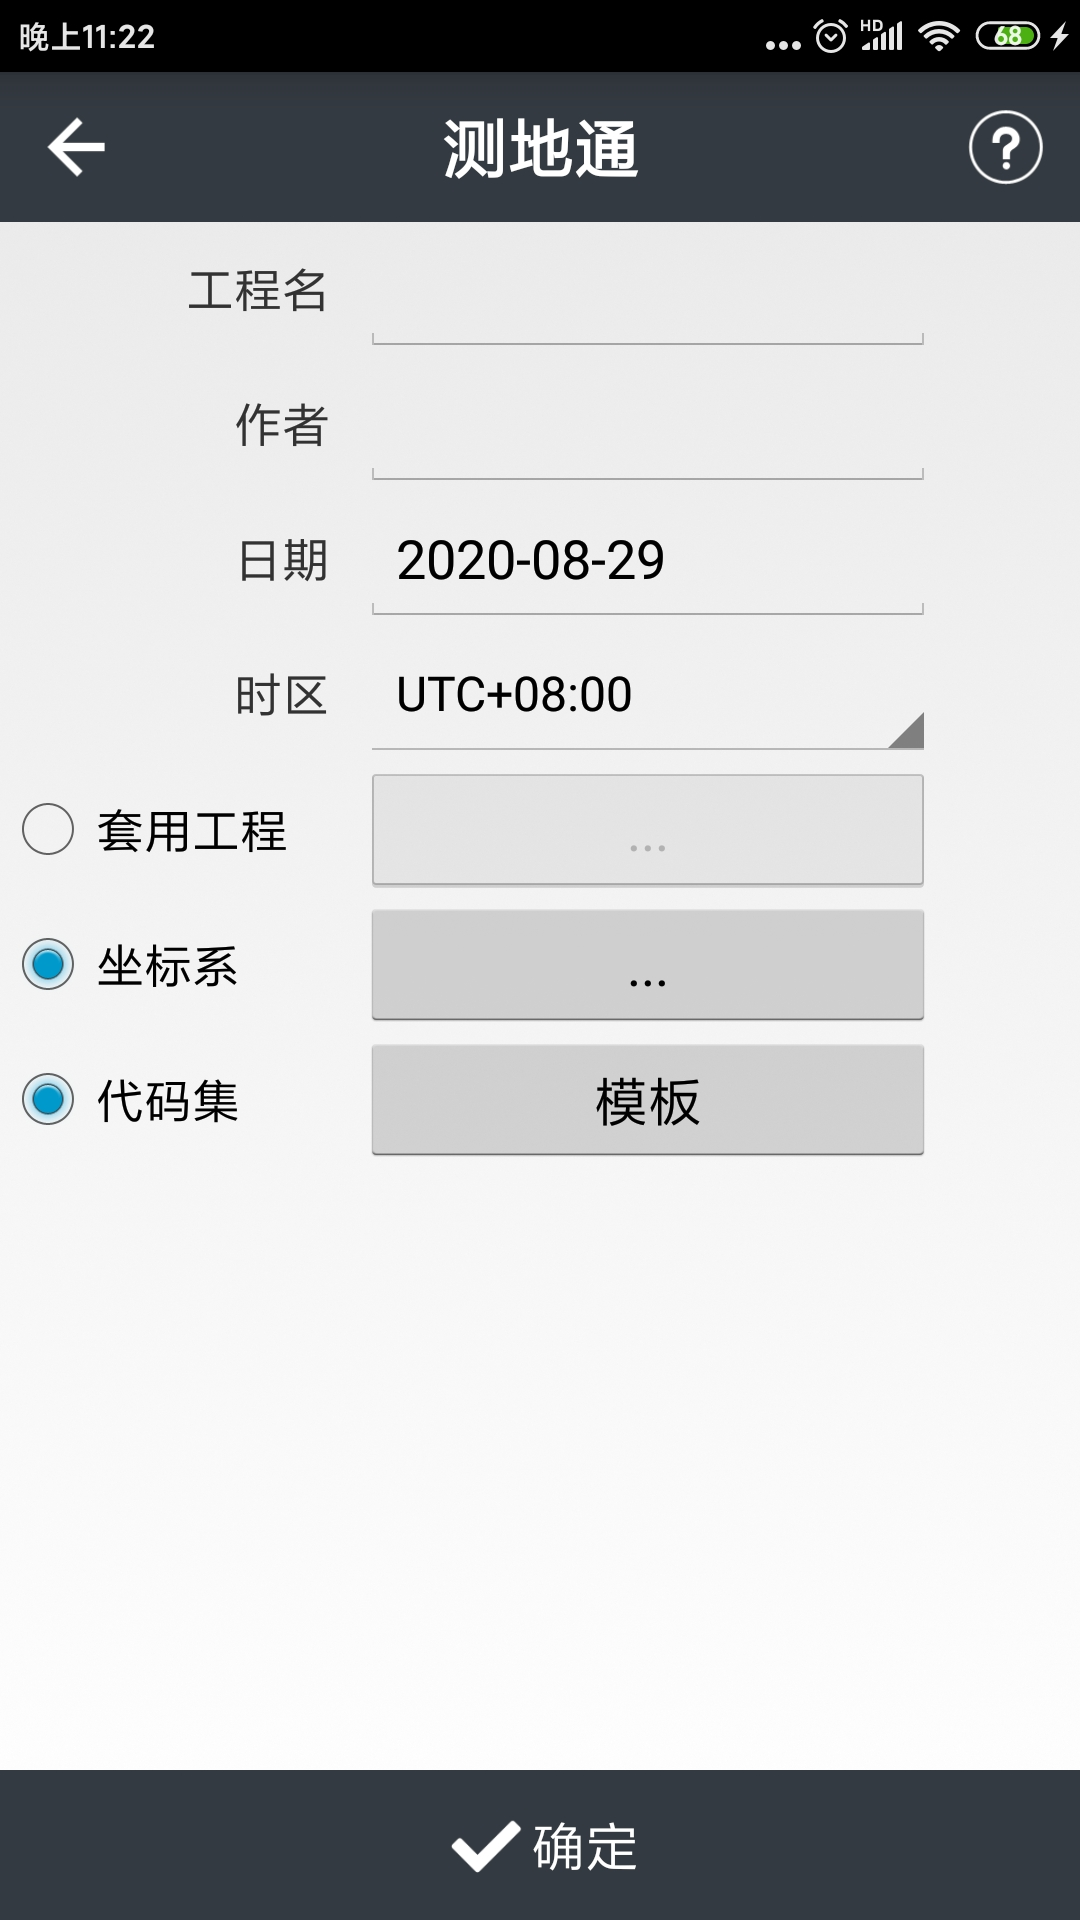 晚上11:22 ... HD 68
测地通 ?
工程名
作者
日期 2020-08-29
时区 UTC+08:00
套用工程 ...
坐标系 ...
代码集 模板
确定